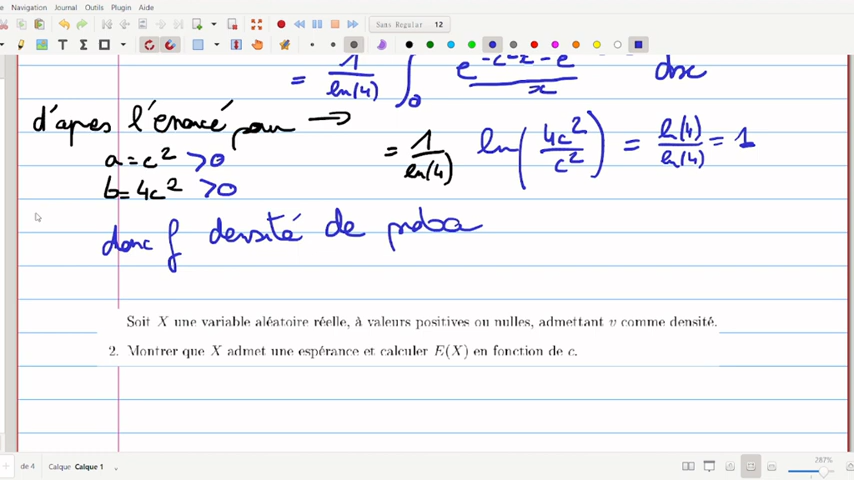 Navigation Journal Outils Plugin Aide
Sans Regular 12
= 1/ln(4) ∫0 e^-c²x - e / x dx
d'apres l'énoncé pour →
a = c² >0
b = 4c² >0
= 1/ln(4) ln(4c²/c²) = ln(4)/ln(4) = 1
donc f densité de proba
Soit X une variable aléatoire réelle, à valeurs positives ou nulles, admettant v comme densité.
2. Montrer que X admet une espérance et calculer E(X) en fonction de c.
de 4 Calque Calque 1 287%